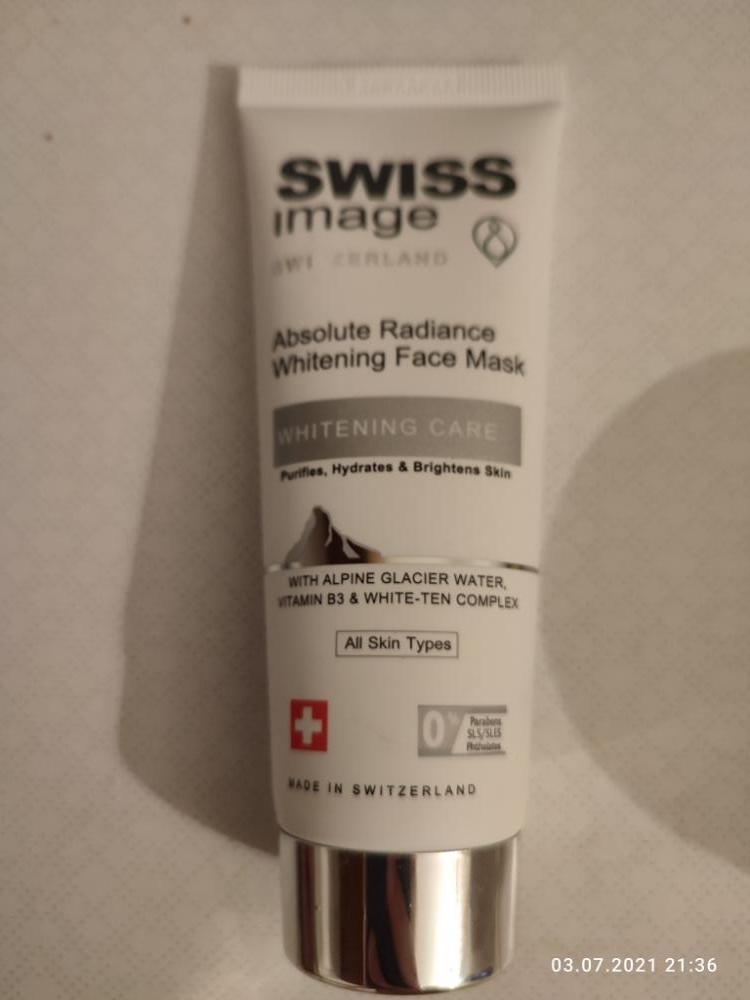 SWISS
image
SWI ZERLAND
Absolute Radiance
Whitening Face Mask
WHITENING CARE
Purifies, Hydrates & Brightens Skin
WITH ALPINE GLACIER WATER,
VITAMIN B3 & WHITE-TEN COMPLEX
All Skin Types
0%
Parabens
SLS/SLES
Phthalates
MADE IN SWITZERLAND
03.07.2021 21:36